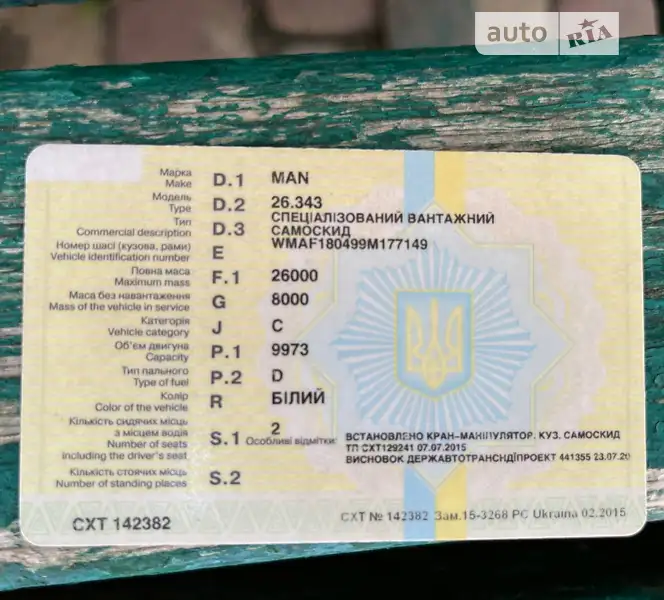 auto RIA
Марка
Make D.1 MAN
Модель
Type D.2 26.343
Тип СПЕЦІАЛІЗОВАНИЙ ВАНТАЖНИЙ
Commercial description D.3 САМОСКИД
Номер шасі (кузова, рами) WMAF180499M177149
Vehicle identification number E
Повна маса
Maximum mass F.1 26000
Маса без навантаження
Mass of the vehicle in service G 8000
Категорія
Vehicle category J C
Об'єм двигуна
Capacity P.1 9973
Тип пального
Type of fuel P.2 D
Колір
Color of the vehicle R БІЛИЙ
Кількість сидячих місць
з місцем водія
Number of seats
including the driver's seat S.1 2
Особливі відмітки: ВСТАНОВЛЕНО КРАН-МАНІПУЛЯТОР. КУЗ. САМОСКИД
ТП СХТ129241 07.07.2015
ВИСНОВОК ДЕРЖАВТОТРАНСНДІПРОЕКТ 441355 23.07.20
Кількість стоячих місць
Number of standing places S.2
СХТ 142382
СХТ № 142382 Зам.15-3268 РС Ukraina 02.2015